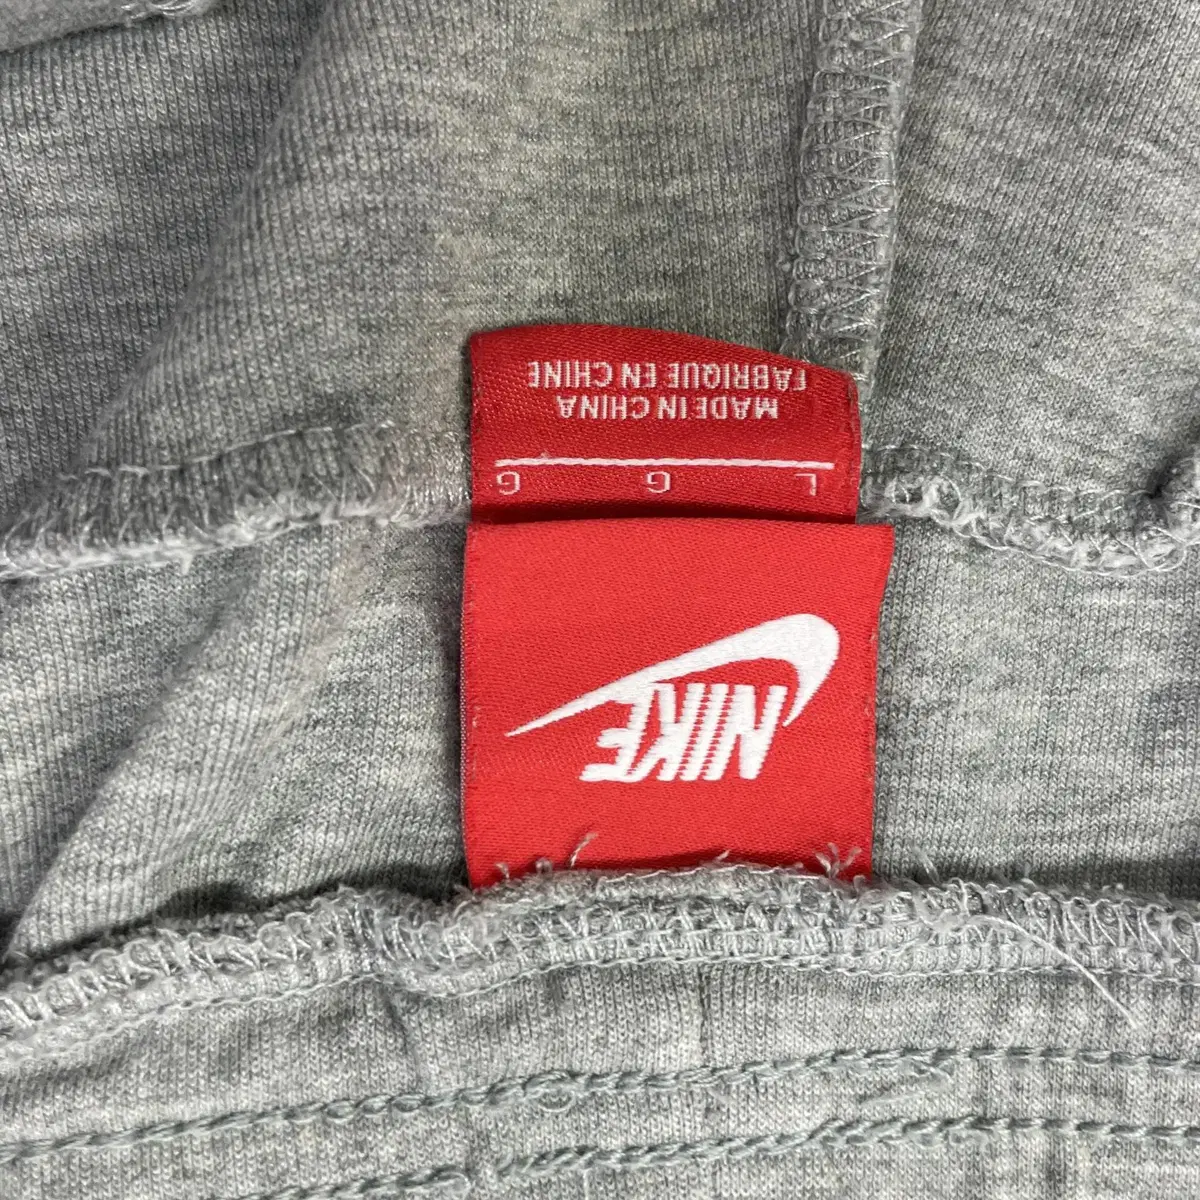 NIKE
L G G
MADE IN CHINA
FABRIQUE EN CHINE